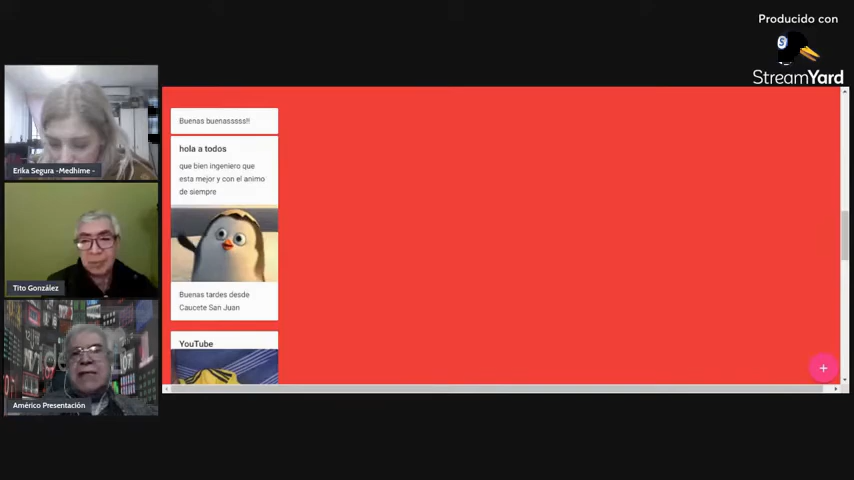 Producido con
StreamYard
Erika Segura -Medhime -
Tito González
Américo Presentación
Buenas buenasssss!!
hola a todos
que bien ingeniero que
esta mejor y con el animo
de siempre
Buenas tardes desde
Caucete San Juan
YouTube